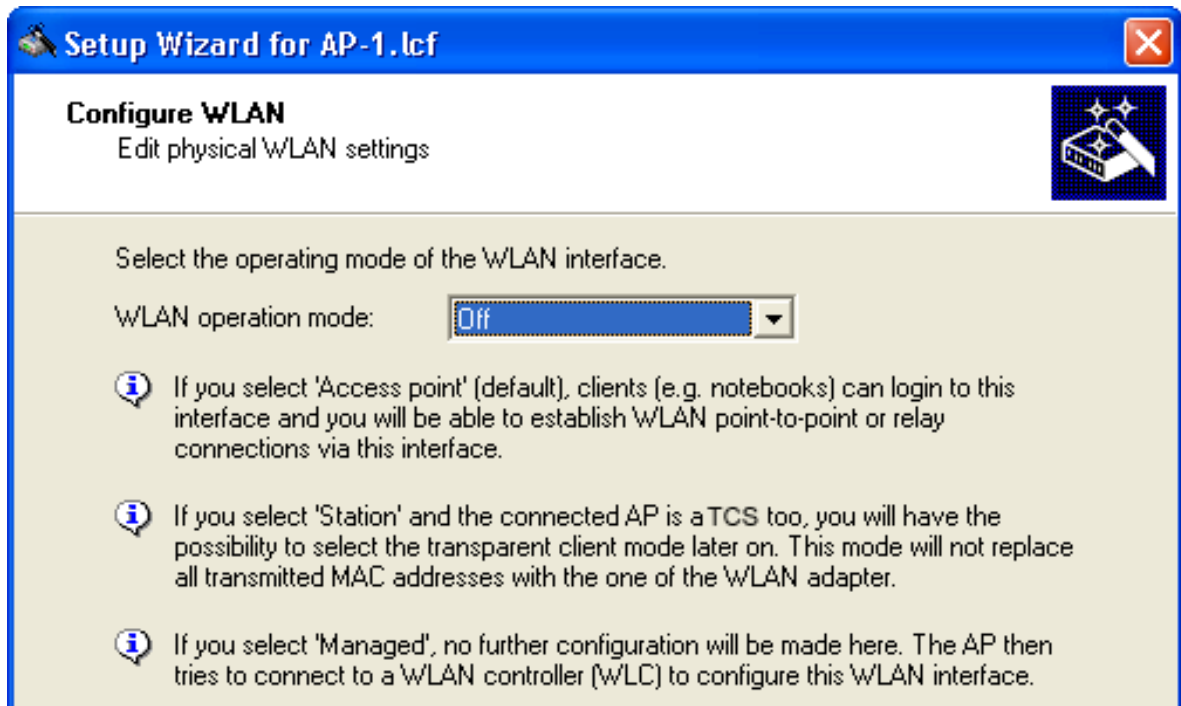 Setup Wizard for AP-1.lcf
Configure WLAN
Edit physical WLAN settings
Select the operating mode of the WLAN interface.
WLAN operation mode: Off
If you select 'Access point' (default), clients (e.g. notebooks) can login to this
interface and you will be able to establish WLAN point-to-point or relay
connections via this interface.
If you select 'Station' and the connected AP is a TCS too, you will have the
possibility to select the transparent client mode later on. This mode will not replace
all transmitted MAC addresses with the one of the WLAN adapter.
If you select 'Managed', no further configuration will be made here. The AP then
tries to connect to a WLAN controller (WLC) to configure this WLAN interface.